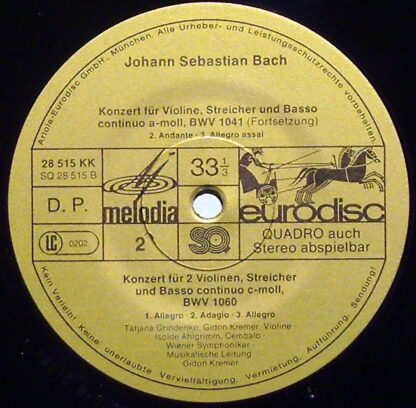 Ariola-Eurodisc GmbH., München. Alle Urheber- und Leistungsschutzrechte vorbehalten.
Johann Sebastian Bach
Konzert für Violine, Streicher und Basso
continuo a-moll, BWV 1041 (Fortsetzung)
2. Andante · 3. Allegro assai
28 515 KK
SQ 28 515 B
33 1/3
D. P.
melodia
eurodisc
LC 0202
2
SQ
QUADRO auch
Stereo abspielbar
Konzert für 2 Violinen, Streicher
und Basso continuo c-moll,
BWV 1060
1. Allegro · 2. Adagio · 3. Allegro
Tatjana Grindenko, Gidon Kremer, Violine
Isolde Ahlgrimm, Cembalo
Wiener Symphoniker
Musikalische Leitung
Gidon Kremer
Kein Verleih! Keine unerlaubte Vervielfältigung, Vermietung, Aufführung, Sendung!